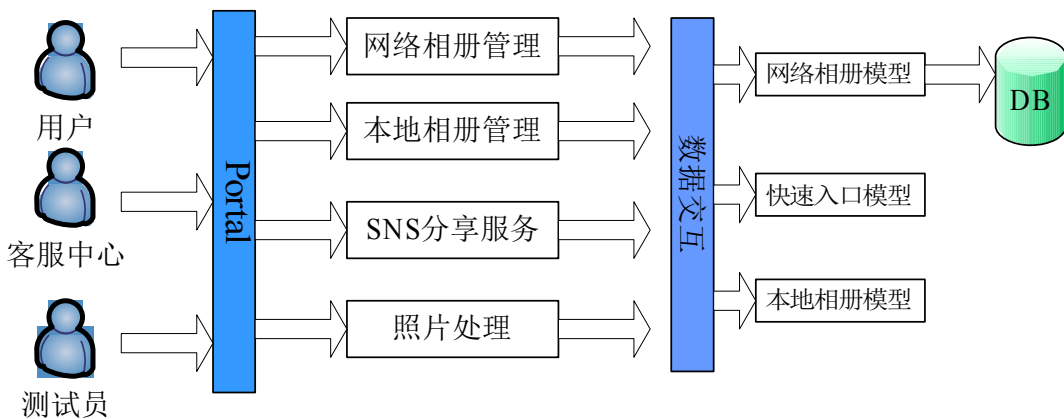 用户
客服中心
测试员
Portal
网络相册管理
本地相册管理
SNS分享服务
照片处理
数据交互
网络相册模型
快速入口模型
本地相册模型
DB